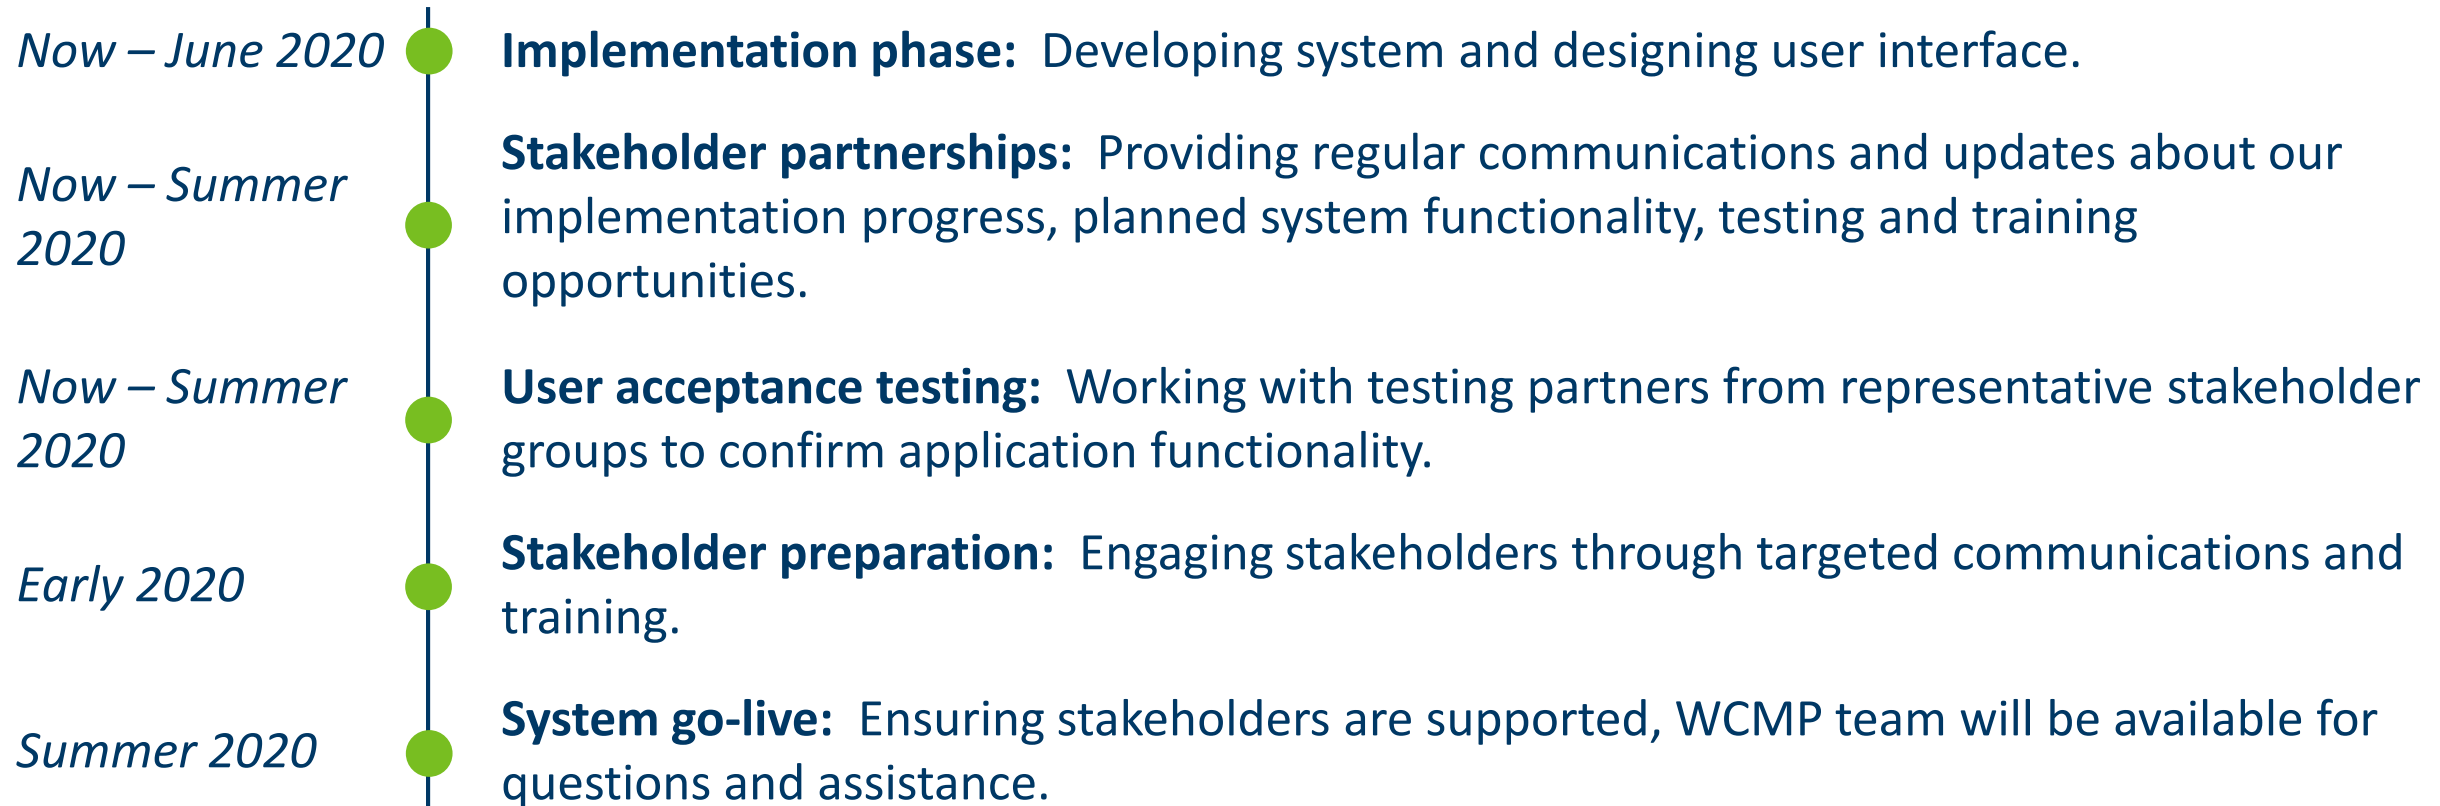 Now – June 2020
Implementation phase:  Developing system and designing user interface.
Now – Summer
2020
Stakeholder partnerships:  Providing regular communications and updates about our
implementation progress, planned system functionality, testing and training
opportunities.
Now – Summer
2020
User acceptance testing:  Working with testing partners from representative stakeholder
groups to confirm application functionality.
Early 2020
Stakeholder preparation:  Engaging stakeholders through targeted communications and
training.
Summer 2020
System go-live:  Ensuring stakeholders are supported, WCMP team will be available for
questions and assistance.